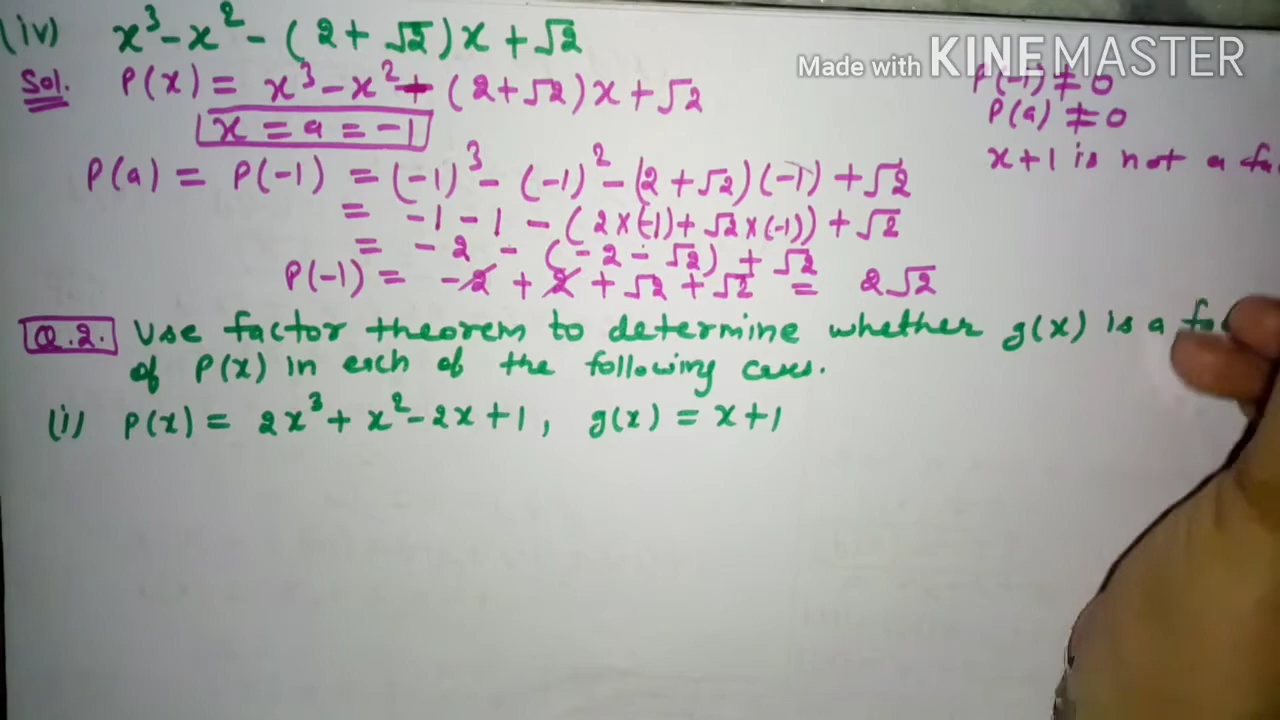 (iv) x³-x²-(2+√2)x+√2
Made with KINEMASTER
Sol. P(x) = x³-x²-(2+√2)x+√2
P(-1) ≠ 0
x = a = -1
P(a) ≠ 0
x+1 is not a
P(a) = P(-1) = (-1)³-(-1)²-(2+√2)(-1)+√2
= -1-1-(2×(-1)+√2×(-1))+√2
= -2-(-2-√2)+√2
P(-1) = -2+2+√2+√2 = 2√2
Q.2. Use factor theorem to determine whether g(x) is a
of P(x) in each of the following cases.
(i) P(x) = 2x³+x²-2x+1, g(x) = x+1